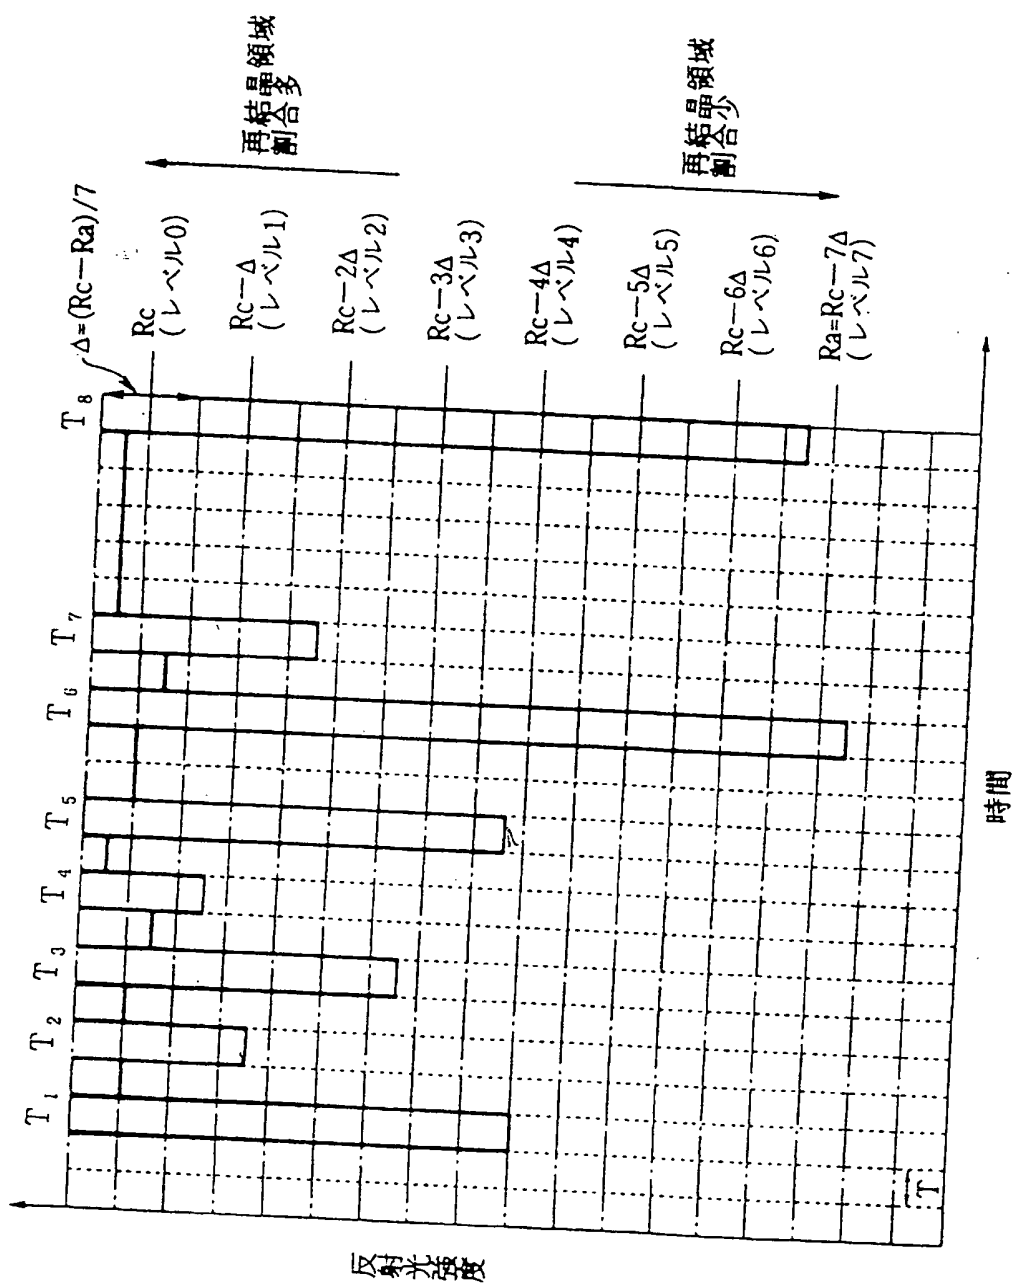 Δ=(Rc−Ra)/7
T₁
T₂
T₃
T₄
T₅
T₆
T₇
T₈
Rc
(レベル0)
Rc−Δ
(レベル1)
Rc−2Δ
(レベル2)
Rc−3Δ
(レベル3)
Rc−4Δ
(レベル4)
Rc−5Δ
(レベル5)
Rc−6Δ
(レベル6)
Ra=Rc−7Δ
(レベル7)
再結晶領域
割合多
再結晶領域
割合少
反射光強度
T
時間